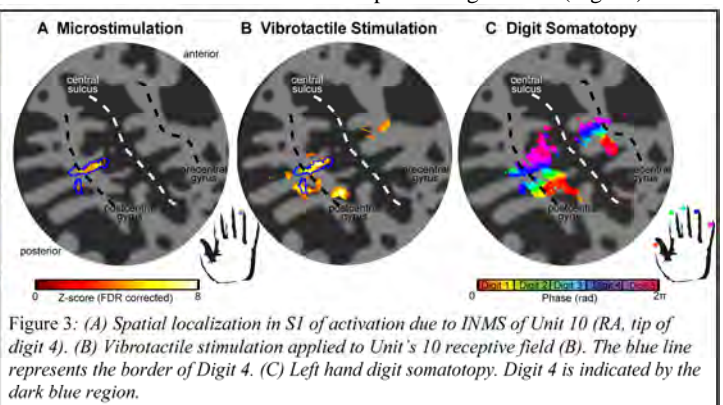 A Microstimulation
B Vibrotactile Stimulation
C Digit Somatotopy
anterior
central
sulcus
precentral
gyrus
postcentral
gyrus
posterior
central
sulcus
precentral
gyrus
postcentral
gyrus
central
sulcus
precentral
gyrus
postcentral
gyrus
0 Z-score (FDR corrected) 8
Digit 1 Digit 2 Digit 3 Digit 4 Digit 5
0 Phase (rad) 2π
Figure 3: (A) Spatial localization in S1 of activation due to INMS of Unit 10 (RA, tip of
digit 4). (B) Vibrotactile stimulation applied to Unit's 10 receptive field (B). The blue line
represents the border of Digit 4. (C) Left hand digit somatotopy. Digit 4 is indicated by the
dark blue region.